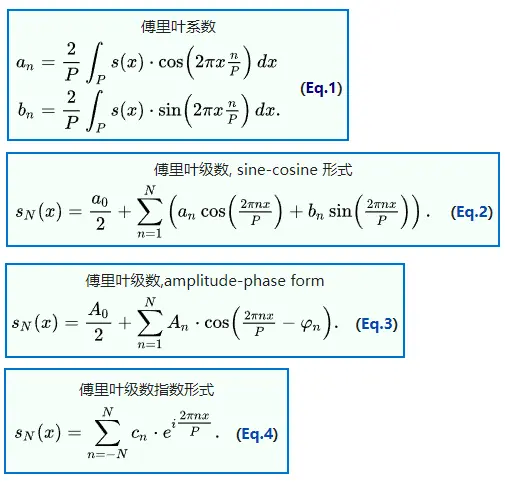 傅里叶系数
a_n = \frac{2}{P} \int_P s(x) \cdot \cos\left(2\pi x \frac{n}{P}\right) dx
b_n = \frac{2}{P} \int_P s(x) \cdot \sin\left(2\pi x \frac{n}{P}\right) dx.
(Eq.1)
傅里叶级数, sine-cosine 形式
s_N(x) = \frac{a_0}{2} + \sum_{n=1}^{N} \left( a_n \cos\left(\frac{2\pi nx}{P}\right) + b_n \sin\left(\frac{2\pi nx}{P}\right) \right). (Eq.2)
傅里叶级数,amplitude-phase form
s_N(x) = \frac{A_0}{2} + \sum_{n=1}^{N} A_n \cdot \cos\left(\frac{2\pi nx}{P} - \varphi_n\right). (Eq.3)
傅里叶级数指数形式
s_N(x) = \sum_{n=-N}^{N} c_n \cdot e^{i\frac{2\pi nx}{P}}. (Eq.4)